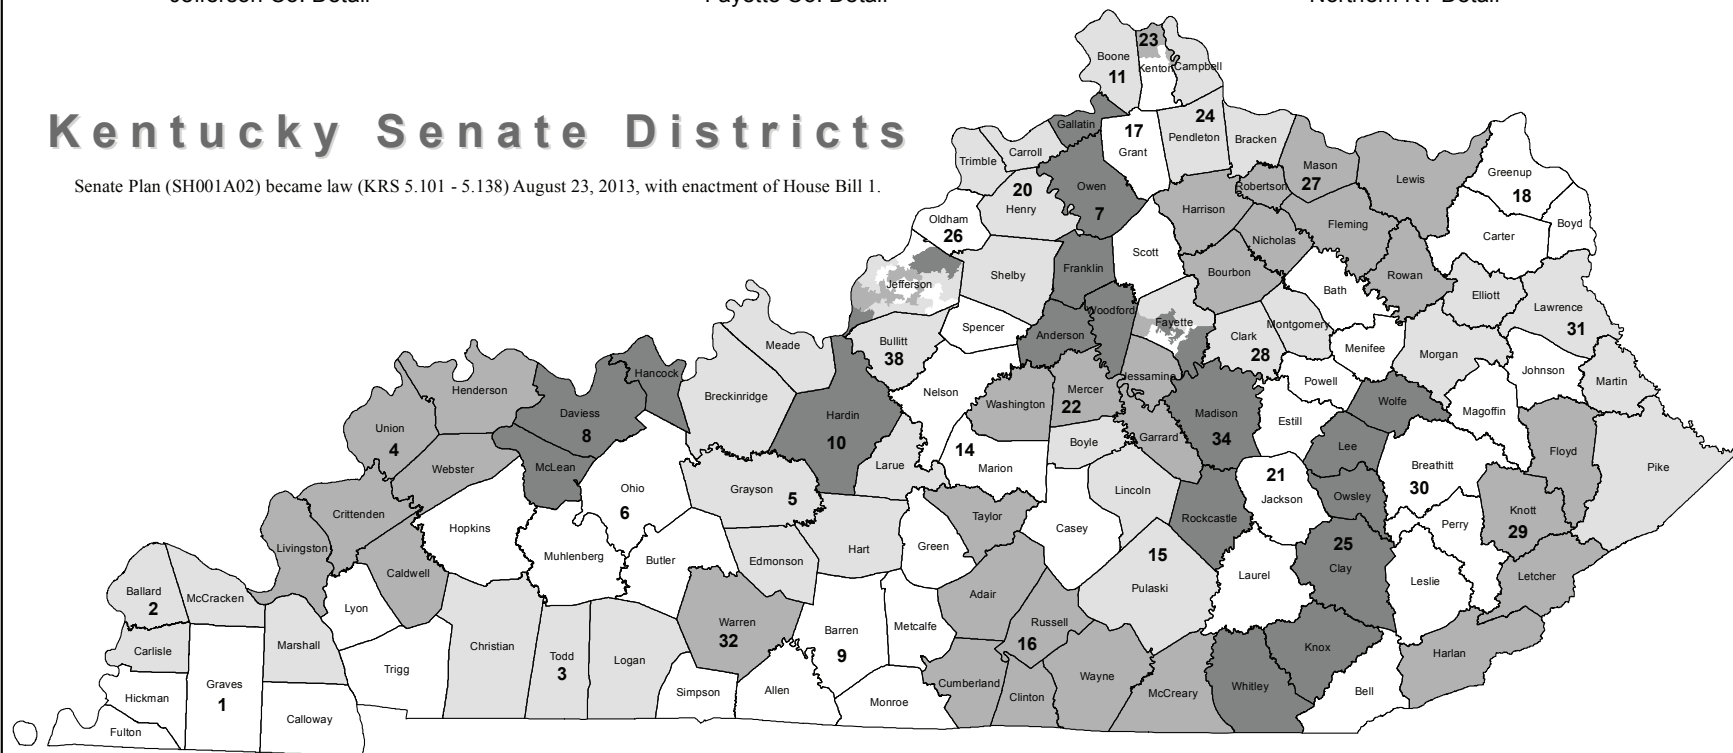 Jefferson Co. Detail
Fayette Co. Detail
Northern KY Detail
Kentucky Senate Districts
Senate Plan (SH001A02) became law (KRS 5.101 - 5.138) August 23, 2013, with enactment of House Bill 1.
Boone
11
23
Kenton
Campbell
24
Pendleton
Bracken
Gallatin
17
Grant
Mason
27
Robertson
Lewis
Greenup
18
Carter
Boyd
Trimble
Carroll
Owen
7
20
Henry
Harrison
Fleming
Nicholas
Oldham
26
Scott
Rowan
Jefferson
Shelby
Franklin
Bourbon
Bath
Elliott
Lawrence
31
Woodford
Fayette
Clark
28
Montgomery
Menifee
Morgan
Spencer
Anderson
Bullitt
38
Meade
Johnson
Martin
Hancock
Breckinridge
Nelson
Washington
Mercer
22
Jessamine
Powell
Wolfe
Magoffin
Henderson
Daviess
8
Hardin
10
Madison
34
Estill
Union
4
Garrard
Boyle
Lee
Floyd
Pike
Webster
McLean
Larue
14
Marion
Breathitt
30
Ohio
6
Grayson
5
Lincoln
21
Jackson
Owsley
Knott
29
Crittenden
Hopkins
Taylor
Casey
Rockcastle
Perry
Livingston
Muhlenberg
Butler
Edmonson
Hart
Green
15
Pulaski
Laurel
25
Clay
Leslie
Letcher
Ballard
2
McCracken
Caldwell
Lyon
Adair
Carlisle
Marshall
Christian
Todd
3
Logan
Warren
32
Barren
9
Metcalfe
Russell
16
Knox
Harlan
Trigg
Simpson
Allen
Monroe
Cumberland
Clinton
Wayne
McCreary
Whitley
Bell
Hickman
Graves
1
Calloway
Fulton